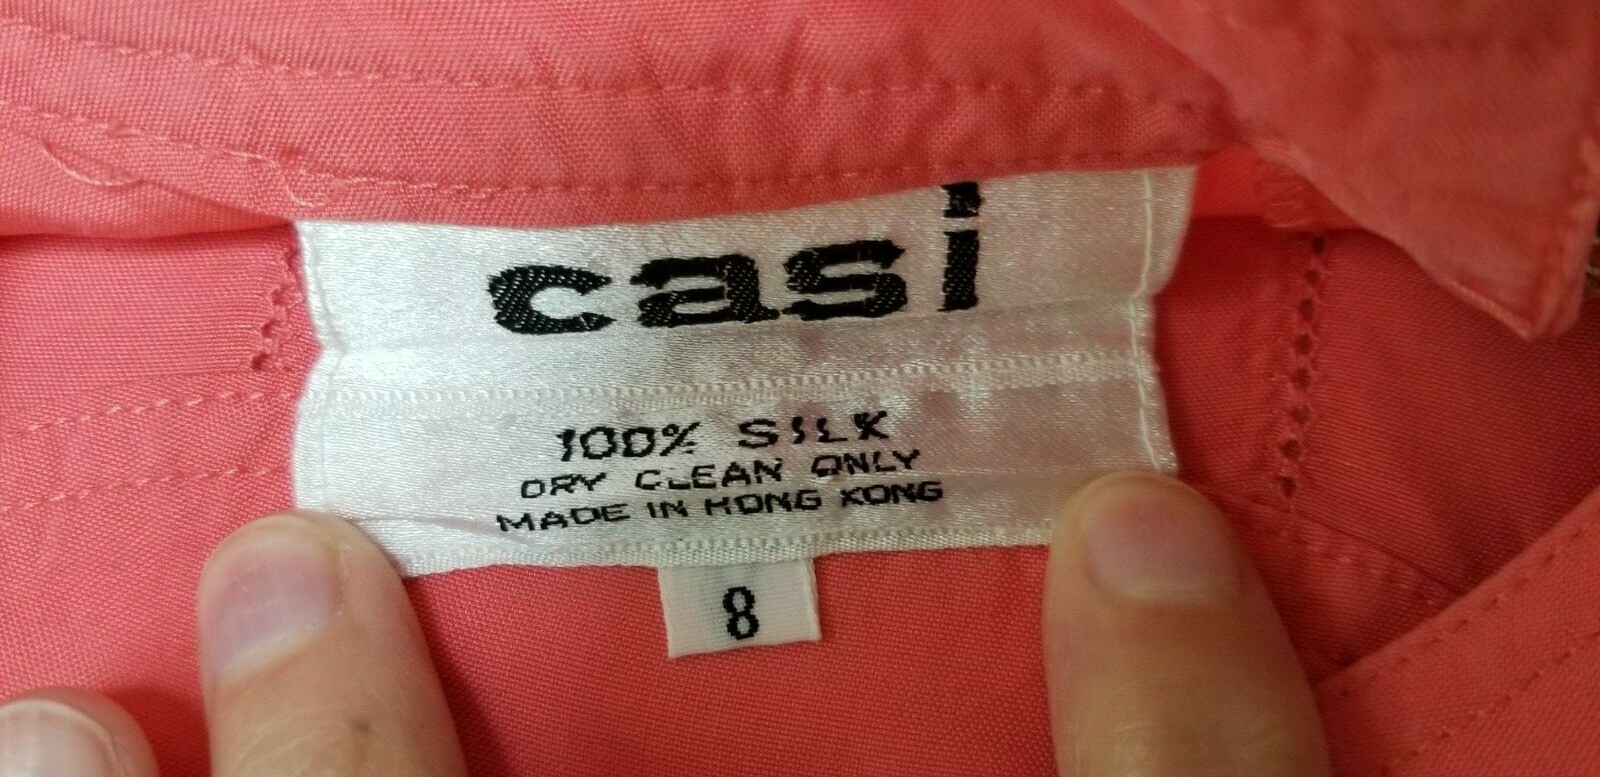 casi
100% SILK
DRY CLEAN ONLY
MADE IN HONG KONG
8